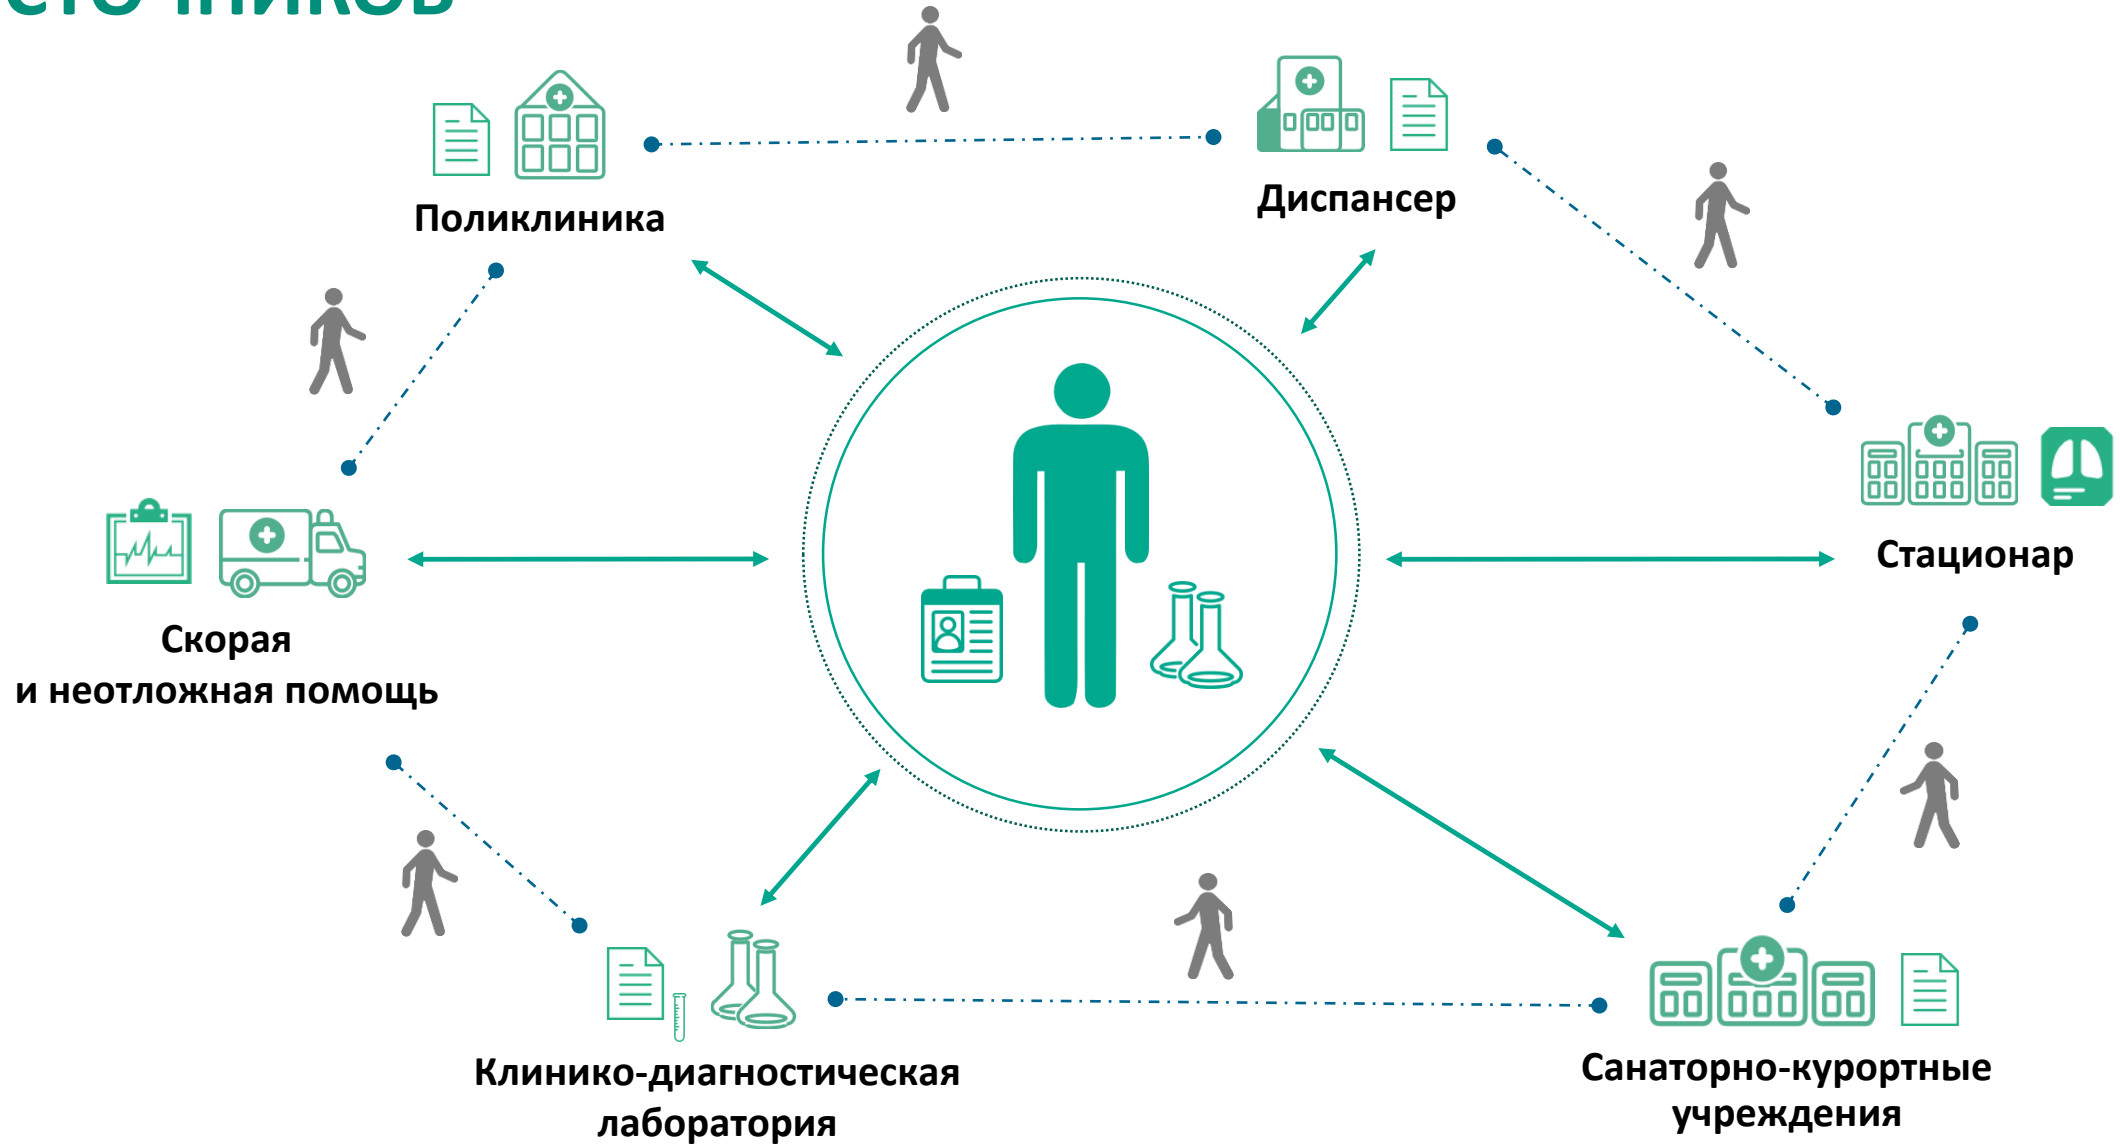 Поликлиника
Диспансер
Стационар
Скорая
и неотложная помощь
Клинико-диагностическая
лаборатория
Санаторно-курортные
учреждения